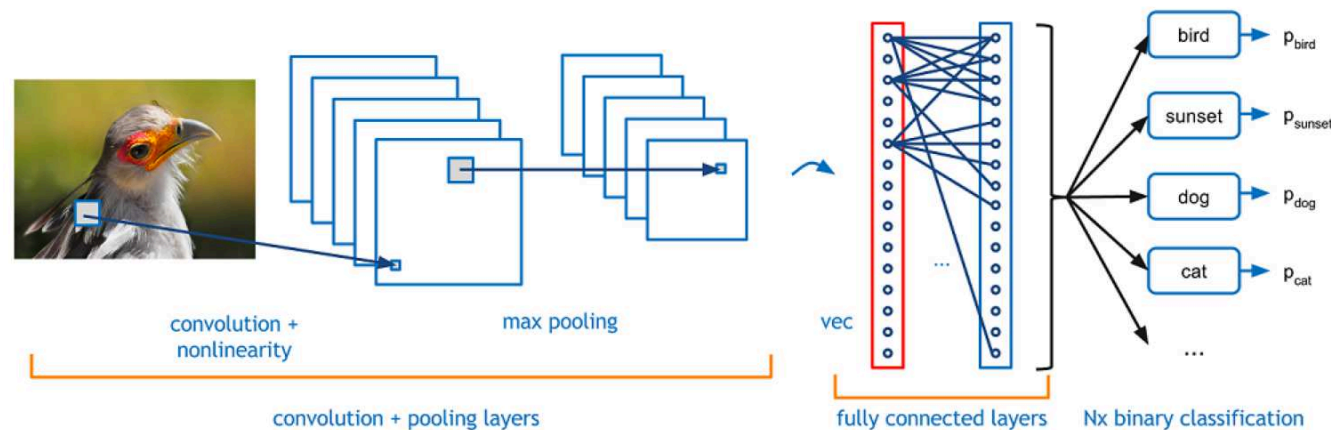 bird
p_bird
sunset
p_sunset
dog
p_dog
cat
p_cat
...
...
convolution +
nonlinearity
max pooling
vec
convolution + pooling layers
fully connected layers
Nx binary classification